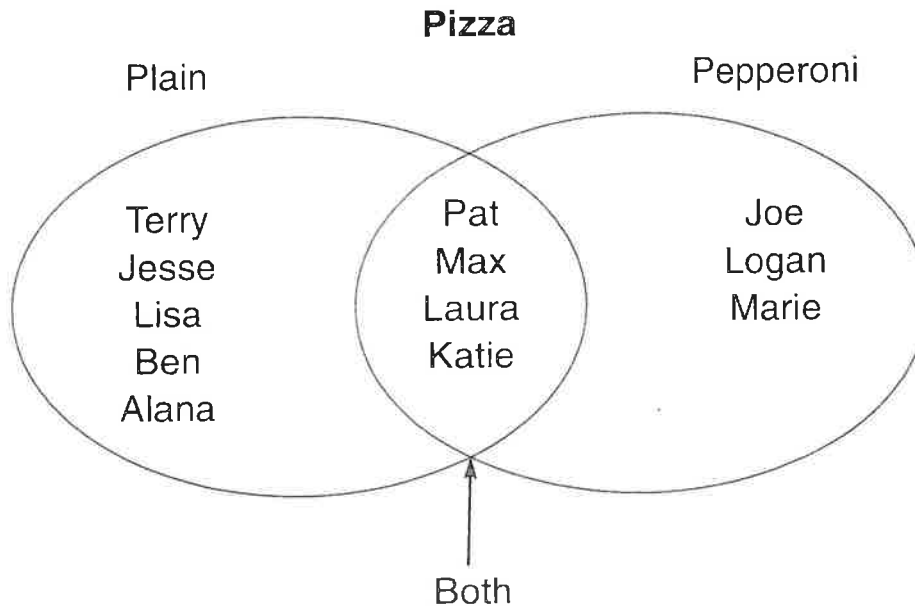 Pizza
Plain
Pepperoni
Terry
Jesse
Lisa
Ben
Alana
Pat
Max
Laura
Katie
Joe
Logan
Marie
Both